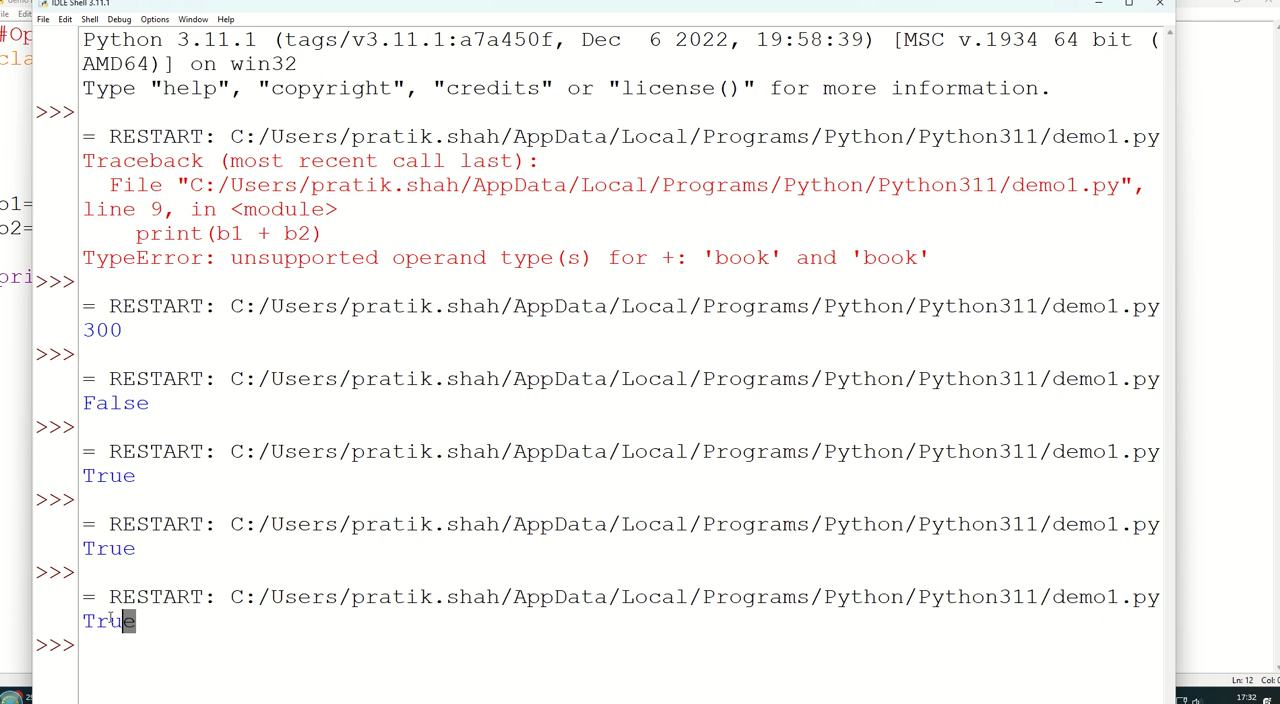 IDLE Shell 3.11.1
File Edit Shell Debug Options Window Help
Python 3.11.1 (tags/v3.11.1:a7a450f, Dec  6 2022, 19:58:39) [MSC v.1934 64 bit (
AMD64)] on win32
Type "help", "copyright", "credits" or "license()" for more information.
>>>
= RESTART: C:/Users/pratik.shah/AppData/Local/Programs/Python/Python311/demo1.py
Traceback (most recent call last):
  File "C:/Users/pratik.shah/AppData/Local/Programs/Python/Python311/demo1.py",
line 9, in <module>
    print(b1 + b2)
TypeError: unsupported operand type(s) for +: 'book' and 'book'
>>>
= RESTART: C:/Users/pratik.shah/AppData/Local/Programs/Python/Python311/demo1.py
300
>>>
= RESTART: C:/Users/pratik.shah/AppData/Local/Programs/Python/Python311/demo1.py
False
>>>
= RESTART: C:/Users/pratik.shah/AppData/Local/Programs/Python/Python311/demo1.py
True
>>>
= RESTART: C:/Users/pratik.shah/AppData/Local/Programs/Python/Python311/demo1.py
True
>>>
= RESTART: C:/Users/pratik.shah/AppData/Local/Programs/Python/Python311/demo1.py
True
>>>
#Op
cla
o1=
o2=
pri
Ln: 12 Col: 0
17:32